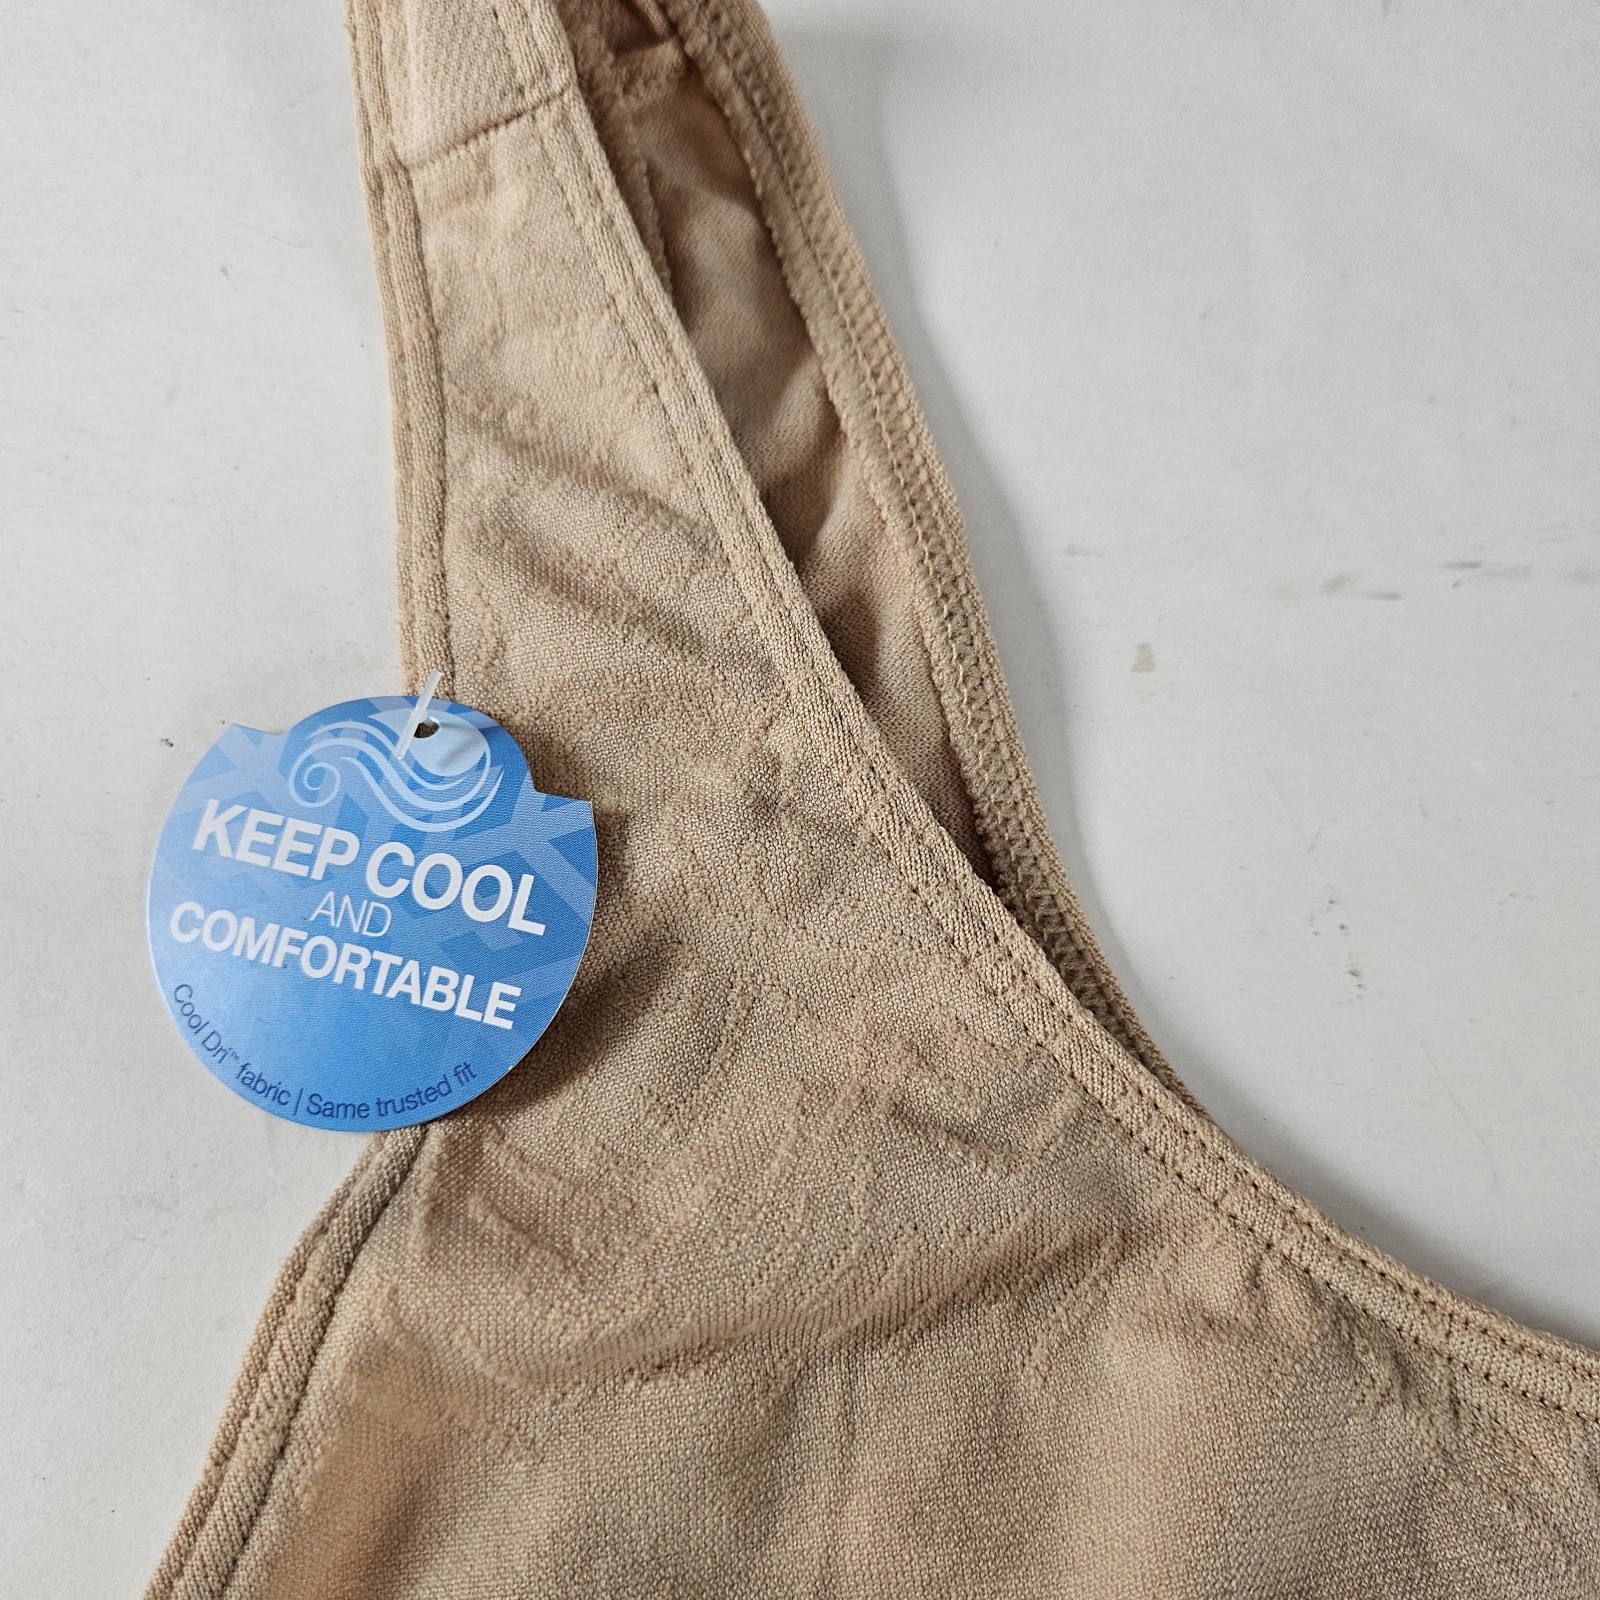 KEEP COOL
AND
COMFORTABLE
Cool Dri™ fabric | Same trusted fit